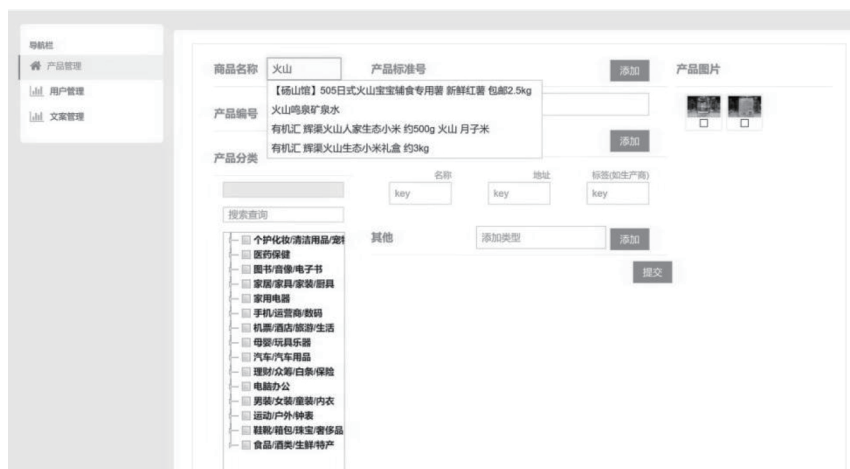 导航栏
产品管理
用户管理
文案管理
商品名称 火山 产品标准号 添加 产品图片
【砀山馆】505日式火山宝宝辅食专用薯 新鲜红薯 包邮2.5kg
火山鸣泉矿泉水
有机汇 辉渠火山人家生态小米 约500g 火山 月子米
有机汇 辉渠火山生态小米礼盒 约3kg
产品编号
添加
产品分类
名称 地址 标签(如生产商)
key key key
搜索查询
其他 添加类型 添加
提交
个护化妆/清洁用品/宠
医药保健
图书/音像/电子书
家居/家具/家装/厨具
家用电器
手机/运营商/数码
机票/酒店/旅游/生活
母婴/玩具乐器
汽车/汽车用品
理财/众筹/白条/保险
电脑办公
男装/女装/童装/内衣
运动/户外/钟表
鞋靴/箱包/珠宝/奢侈品
食品/酒类/生鲜/特产